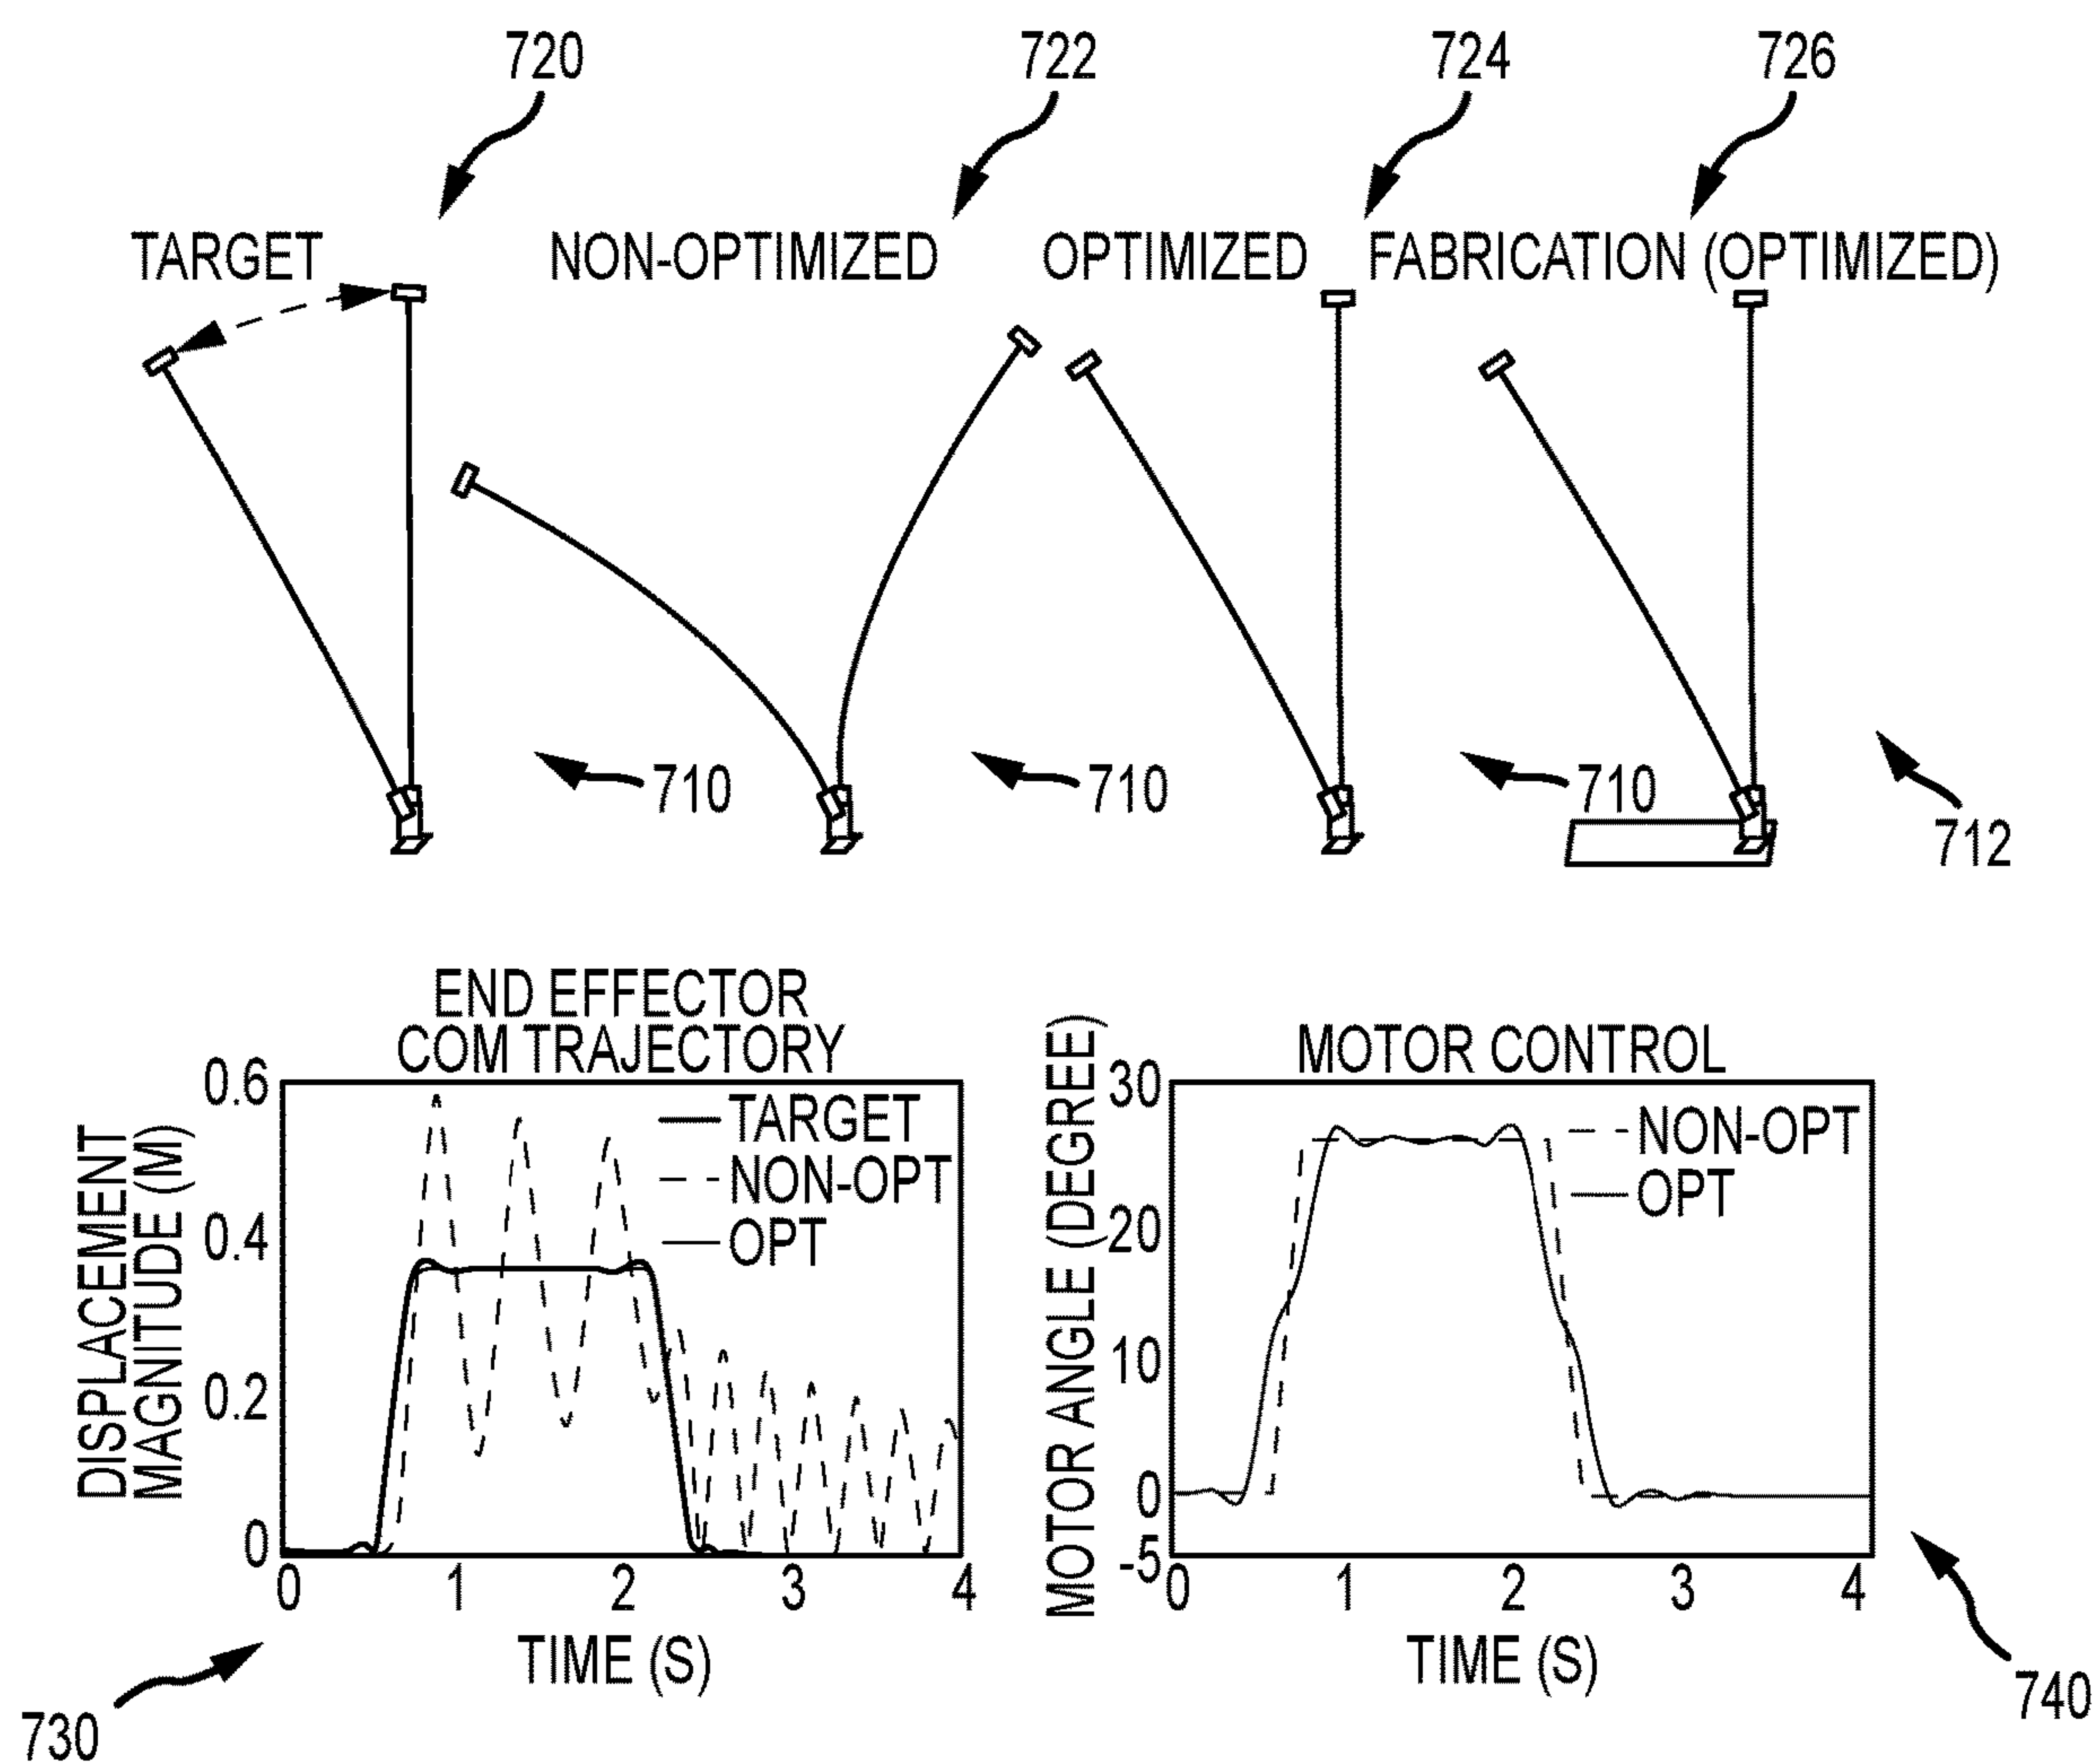 720 722 724 726
TARGET NON-OPTIMIZED OPTIMIZED FABRICATION (OPTIMIZED)
710 710 710 712
END EFFECTOR
COM TRAJECTORY
DISPLACEMENT
MAGNITUDE (M)
0.6
0.4
0.2
0
TARGET
NON-OPT
OPT
0 1 2 3 4
TIME (S)
730
MOTOR CONTROL
MOTOR ANGLE (DEGREE)
30
20
10
0
-5
NON-OPT
OPT
0 1 2 3 4
TIME (S)
740